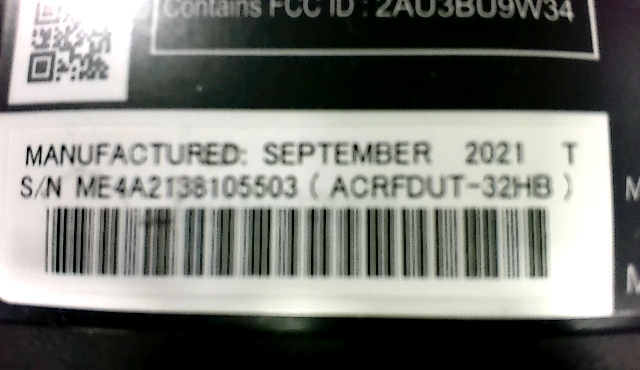 Contains FCC ID : 2AU3BU9W34
MANUFACTURED: SEPTEMBER 2021 T
S/N ME4A2138105503 ( ACRFDUT-32HB )
M
M